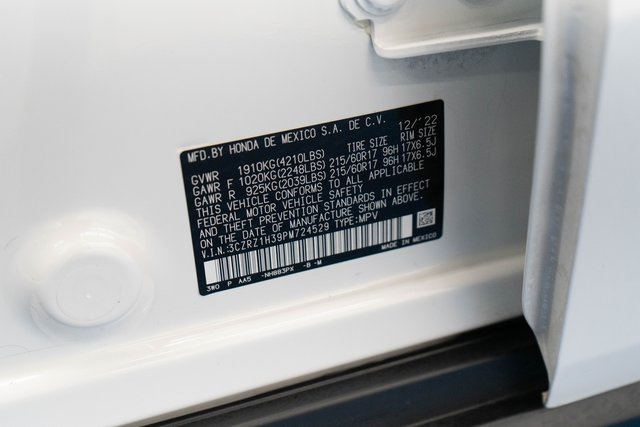 MFD.BY HONDA DE MEXICO S.A. DE C.V. 12/'22
GVWR 1910KG(4210LBS) TIRE SIZE RIM SIZE
GAWR F 1020KG(2248LBS) 215/60R17 96H 17X6.5J
GAWR R 925KG(2039LBS) 215/60R17 96H 17X6.5J
THIS VEHICLE CONFORMS TO ALL APPLICABLE
FEDERAL MOTOR VEHICLE SAFETY
AND THEFT PREVENTION STANDARDS IN EFFECT
ON THE DATE OF MANUFACTURE SHOWN ABOVE.
V.I.N.:3CZRZ1H39PM724529 TYPE:MPV
3W0 P AA5 -NH883PX -B -M MADE IN MEXICO